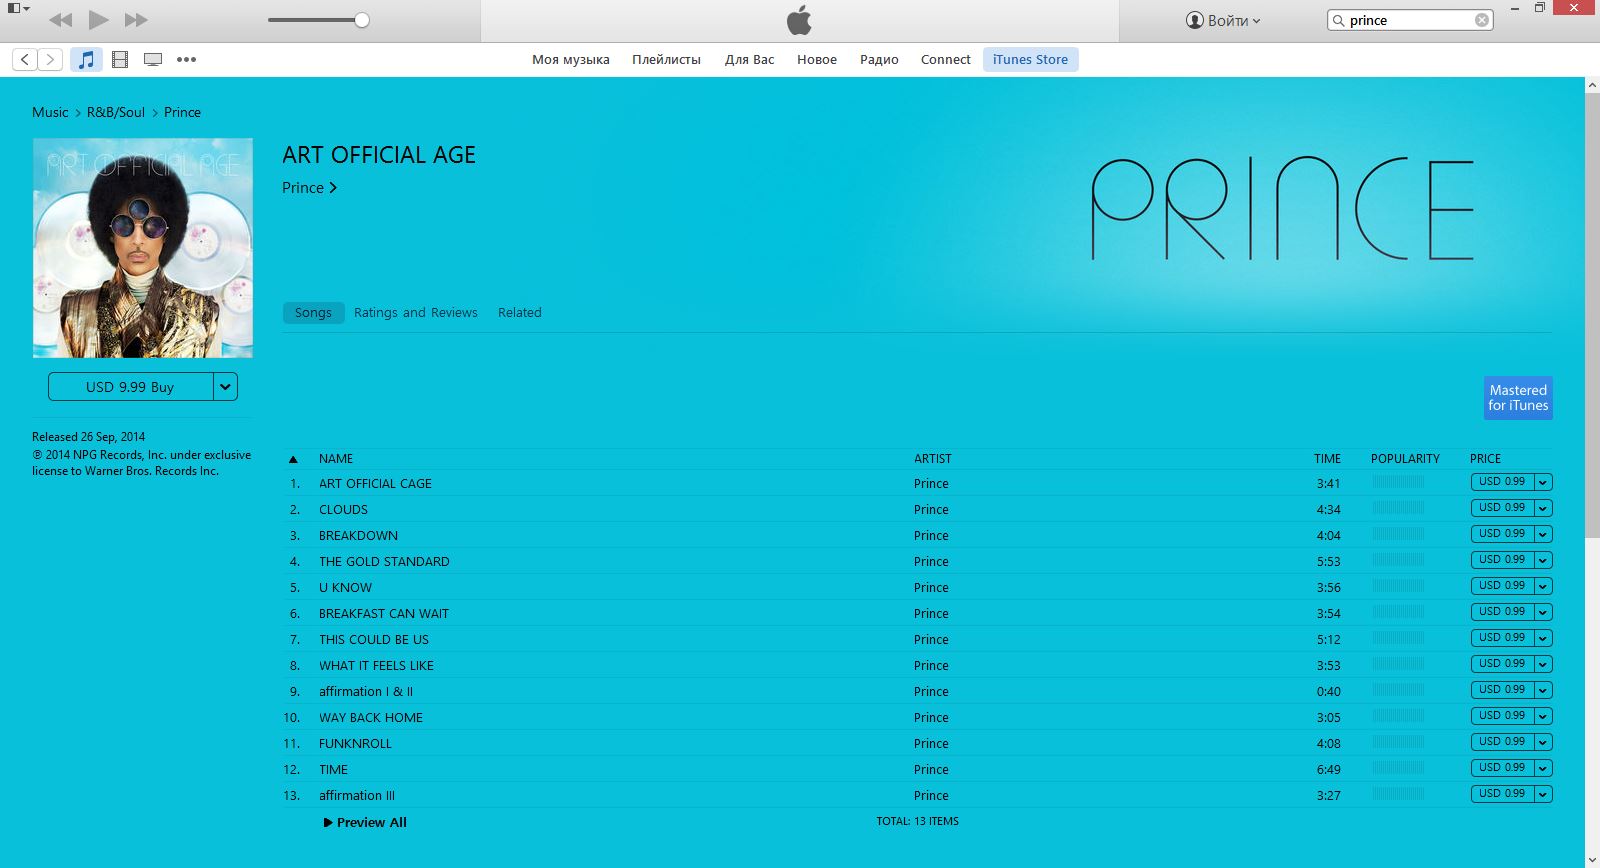 Войти
prince
Моя музыка Плейлисты Для Вас Новое Радио Connect iTunes Store
Music > R&B/Soul > Prince
ART OFFICIAL AGE
ART OFFICIAL AGE
Prince >
PRINCE
Songs Ratings and Reviews Related
USD 9.99 Buy
Mastered
for iTunes
Released 26 Sep, 2014
℗ 2014 NPG Records, Inc. under exclusive
license to Warner Bros. Records Inc.
NAME ARTIST TIME POPULARITY PRICE
1. ART OFFICIAL CAGE Prince 3:41 USD 0.99
2. CLOUDS Prince 4:34 USD 0.99
3. BREAKDOWN Prince 4:04 USD 0.99
4. THE GOLD STANDARD Prince 5:53 USD 0.99
5. U KNOW Prince 3:56 USD 0.99
6. BREAKFAST CAN WAIT Prince 3:54 USD 0.99
7. THIS COULD BE US Prince 5:12 USD 0.99
8. WHAT IT FEELS LIKE Prince 3:53 USD 0.99
9. affirmation I & II Prince 0:40 USD 0.99
10. WAY BACK HOME Prince 3:05 USD 0.99
11. FUNKNROLL Prince 4:08 USD 0.99
12. TIME Prince 6:49 USD 0.99
13. affirmation III Prince 3:27 USD 0.99
Preview All TOTAL: 13 ITEMS